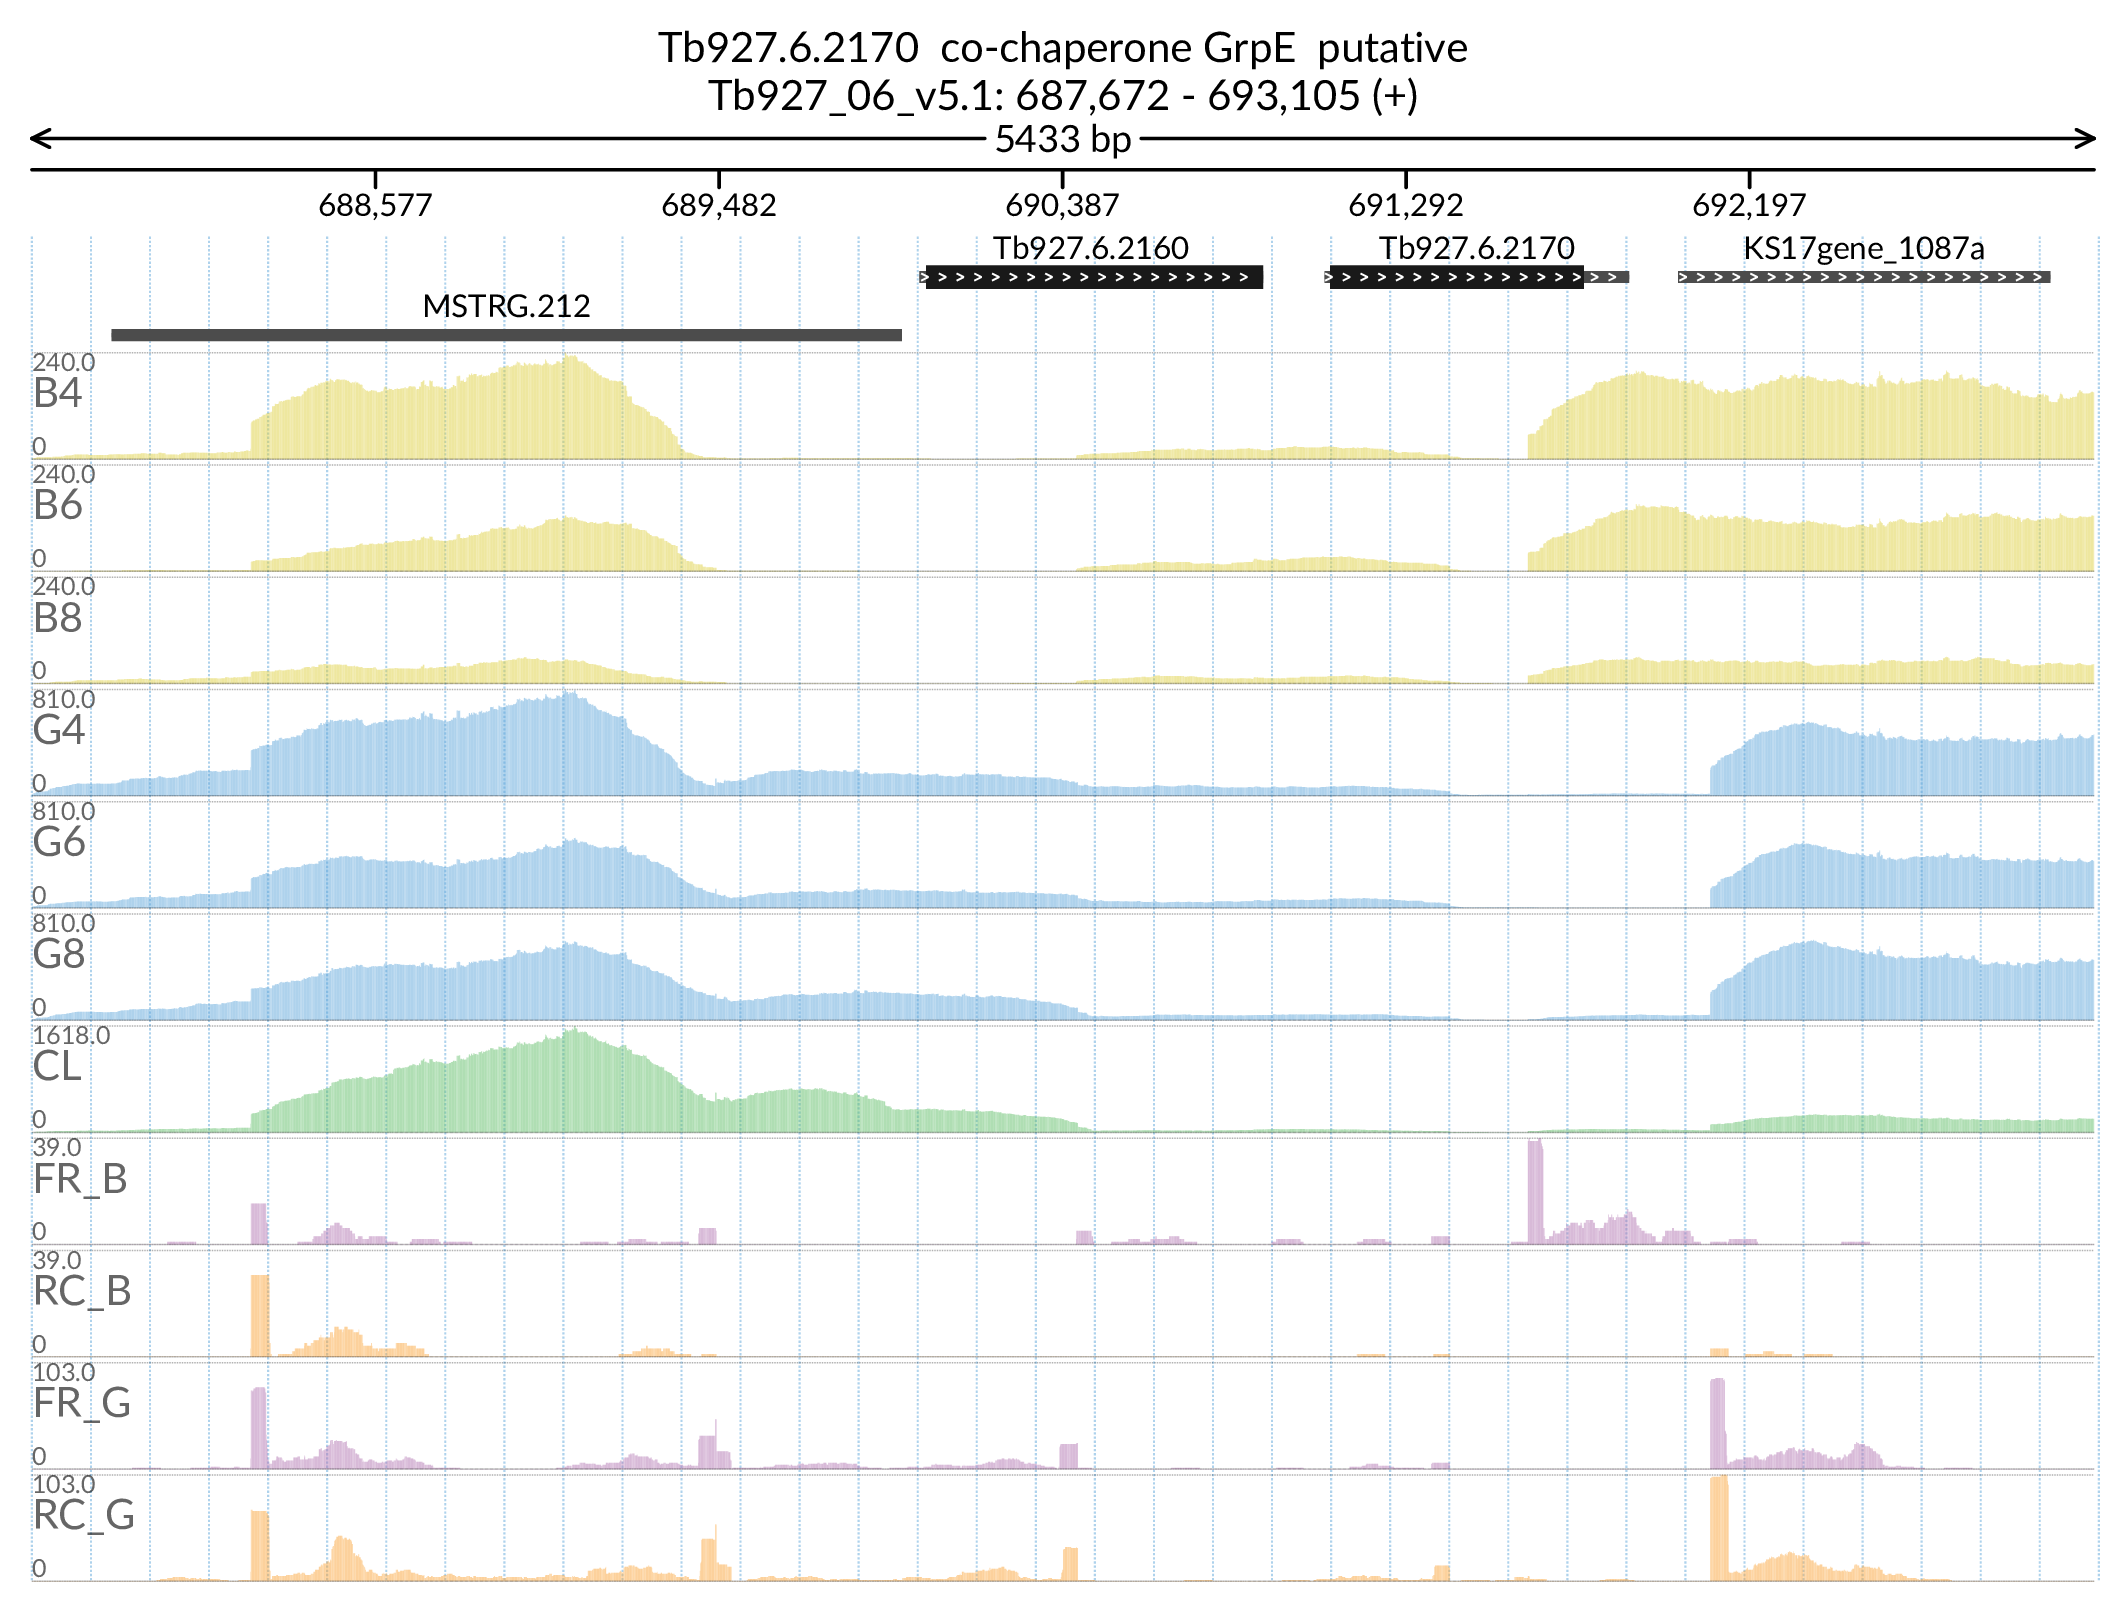 Tb927.6.2170  co-chaperone GrpE  putative
Tb927_06_v5.1: 687,672 - 693,105 (+)
5433 bp
688,577 689,482 690,387 691,292 692,197
Tb927.6.2160 Tb927.6.2170 KS17gene_1087a
MSTRG.212
240.0
B4
0
240.0
B6
0
240.0
B8
0
810.0
G4
0
810.0
G6
0
810.0
G8
0
1618.0
CL
0
39.0
FR_B
0
39.0
RC_B
0
103.0
FR_G
0
103.0
RC_G
0